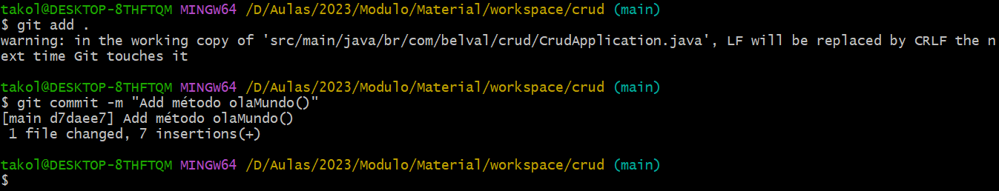 takol@DESKTOP-8THFTQM MINGW64 /D/Aulas/2023/Modulo/Material/workspace/crud (main)
$ git add .
warning: in the working copy of 'src/main/java/br/com/belval/crud/CrudApplication.java', LF will be replaced by CRLF the n
ext time Git touches it
takol@DESKTOP-8THFTQM MINGW64 /D/Aulas/2023/Modulo/Material/workspace/crud (main)
$ git commit -m "Add método olaMundo()"
[main d7daee7] Add método olaMundo()
 1 file changed, 7 insertions(+)
takol@DESKTOP-8THFTQM MINGW64 /D/Aulas/2023/Modulo/Material/workspace/crud (main)
$